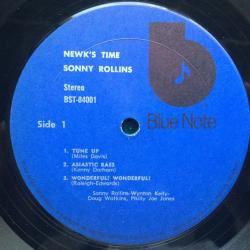 NEWK'S TIME
SONNY ROLLINS
Stereo
BST-84001
Side 1
Blue Note
1. TUNE UP
(Miles Davis)
2. ASIASTIC RAES
(Kenny Dorham)
3. WONDERFUL! WONDERFUL!
(Raleigh-Edwards)
Sonny Rollins-Wynton Kelly-
Doug Watkins, Philly Joe Jones